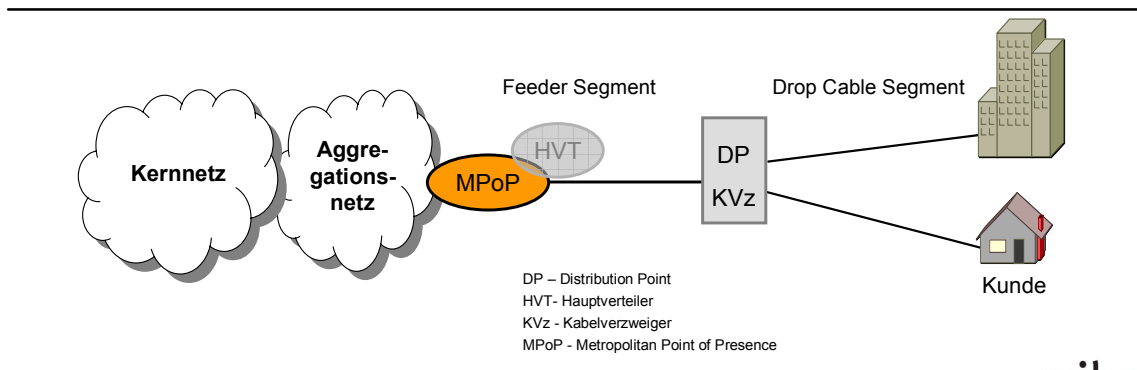 Feeder Segment
Drop Cable Segment
Kernnetz
Aggre-
gations-
netz
MPoP
HVT
DP
KVz
Kunde
DP – Distribution Point
HVT- Hauptverteiler
KVz - Kabelverzweiger
MPoP - Metropolitan Point of Presence